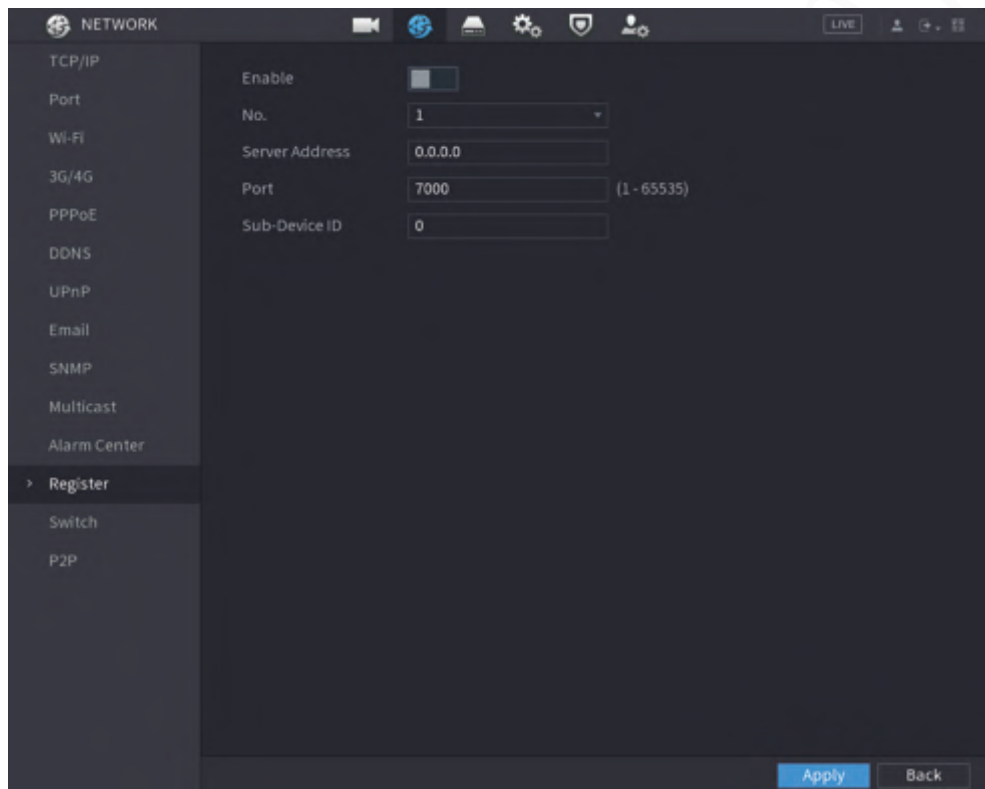 NETWORK
LIVE
TCP/IP
Port
Wi-Fi
3G/4G
PPPoE
DDNS
UPnP
Email
SNMP
Multicast
Alarm Center
> Register
Switch
P2P
Enable
No. 1
Server Address 0.0.0.0
Port 7000 (1 - 65535)
Sub-Device ID 0
Apply Back